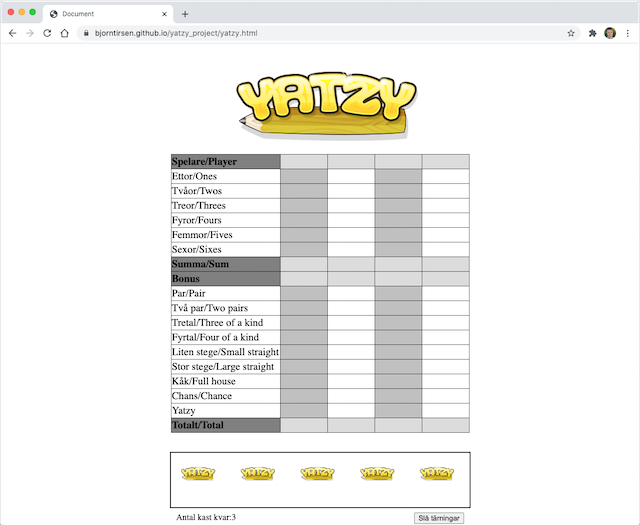 Document
bjorntirsen.github.io/yatzy_project/yatzy.html
YATZY
Spelare/Player
Ettor/Ones
Tvåor/Twos
Treor/Threes
Fyror/Fours
Femmor/Fives
Sexor/Sixes
Summa/Sum
Bonus
Par/Pair
Två par/Two pairs
Tretal/Three of a kind
Fyrtal/Four of a kind
Liten stege/Small straight
Stor stege/Large straight
Kåk/Full house
Chans/Chance
Yatzy
Totalt/Total
YATZY YATZY YATZY YATZY YATZY
Antal kast kvar:3 Slå tärningar